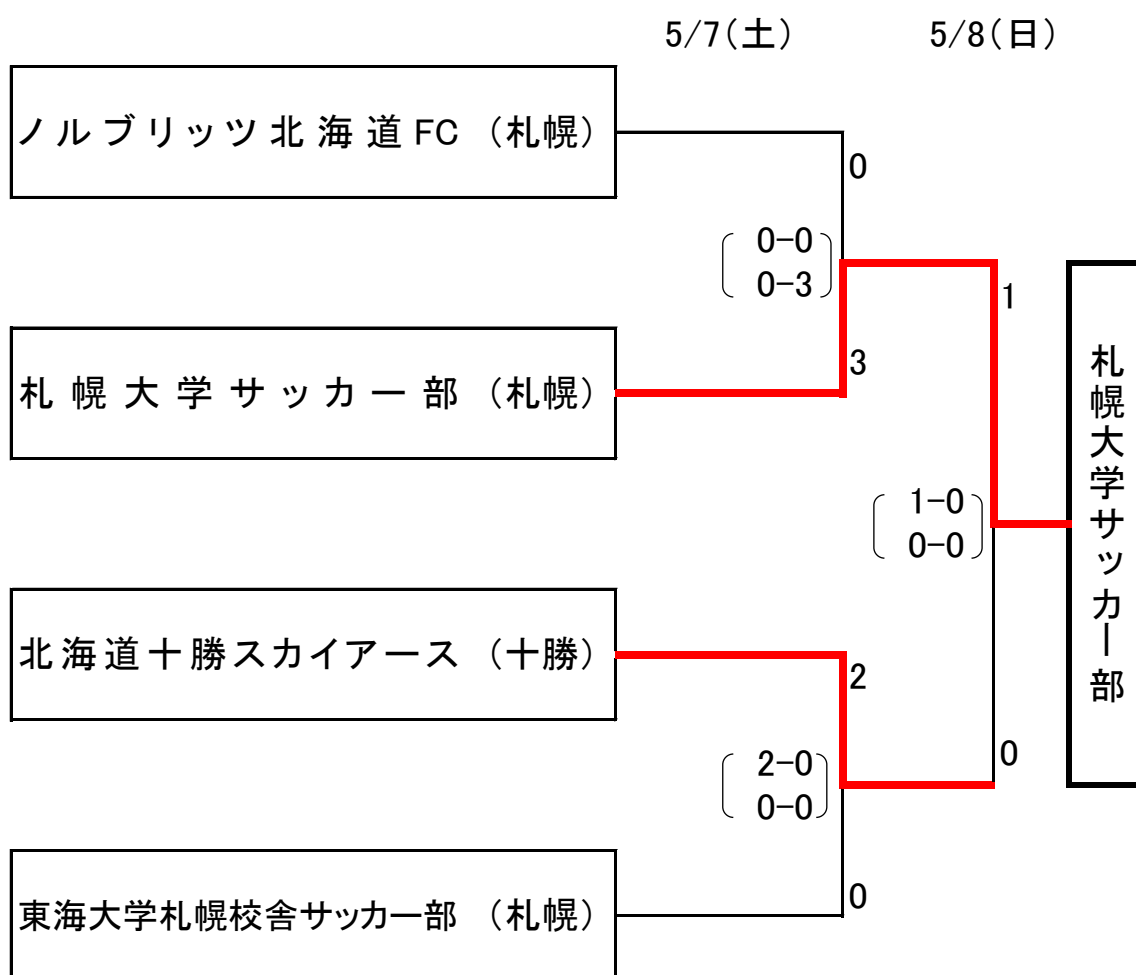 5/7(土) 5/8(日)
ノルブリッツ北海道FC (札幌)
0
0-0
0-3
1
札幌大学サッカー部 (札幌)
3
札幌大学サッカー部
1-0
0-0
北海道十勝スカイアース (十勝)
2
2-0
0-0
0
東海大学札幌校舎サッカー部 (札幌)
0